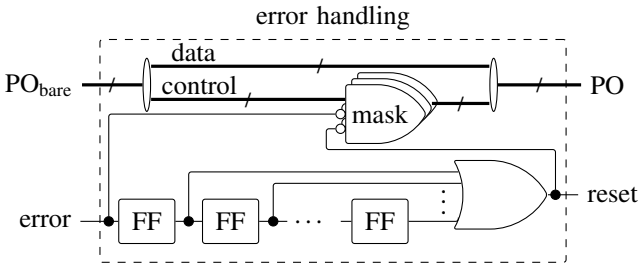 error handling
data
PO_bare
control
PO
mask
reset
error
FF
FF
...
FF